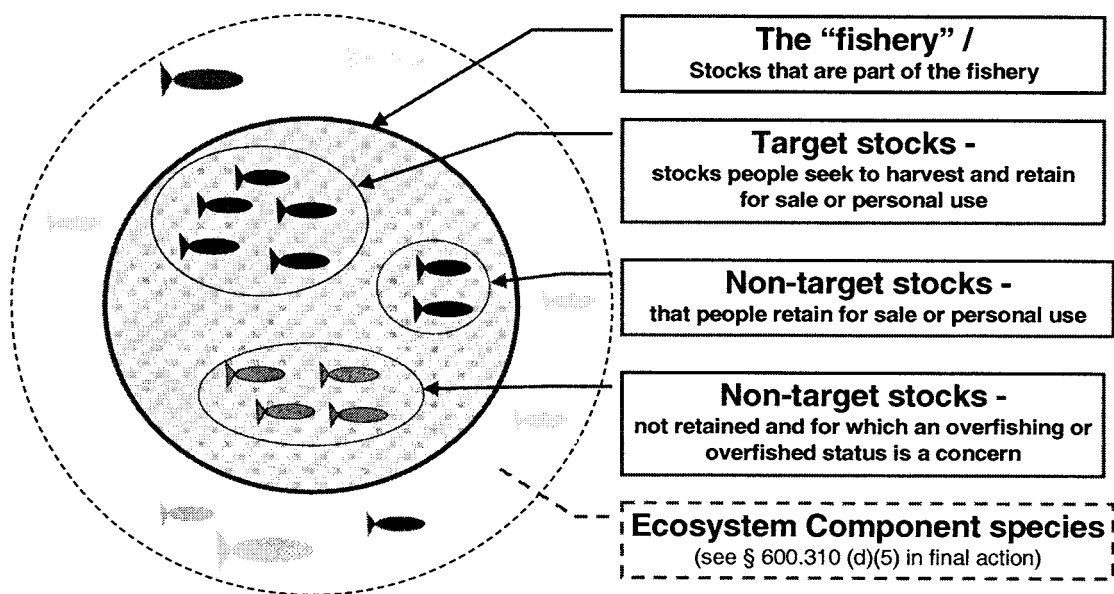 The “fishery” /
Stocks that are part of the fishery
Target stocks -
stocks people seek to harvest and retain
for sale or personal use
Non-target stocks -
that people retain for sale or personal use
Non-target stocks -
not retained and for which an overfishing or
overfished status is a concern
Ecosystem Component species
(see § 600.310 (d)(5) in final action)